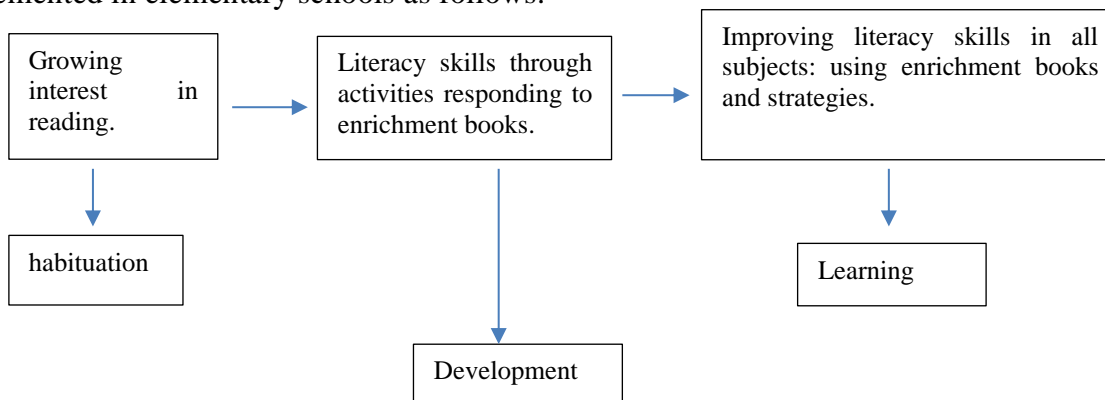 emented in elementary schools as follows:
Growing
interest in
reading.
Literacy skills through
activities responding to
enrichment books.
Improving literacy skills in all
subjects: using enrichment books
and strategies.
habituation
Learning
Development